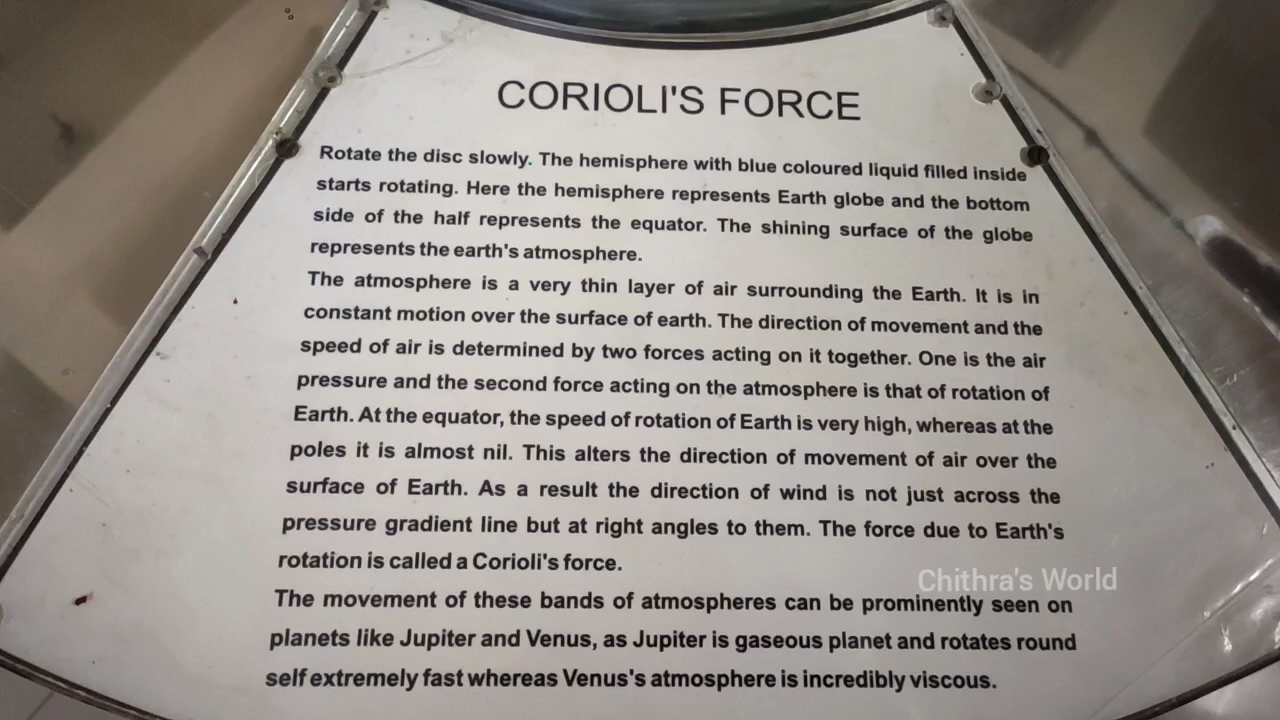 CORIOLI'S FORCE
Rotate the disc slowly. The hemisphere with blue coloured liquid filled inside
starts rotating. Here the hemisphere represents Earth globe and the bottom
side of the half represents the equator. The shining surface of the globe
represents the earth's atmosphere.
The atmosphere is a very thin layer of air surrounding the Earth. It is in
constant motion over the surface of earth. The direction of movement and the
speed of air is determined by two forces acting on it together. One is the air
pressure and the second force acting on the atmosphere is that of rotation of
Earth. At the equator, the speed of rotation of Earth is very high, whereas at the
poles it is almost nil. This alters the direction of movement of air over the
surface of Earth. As a result the direction of wind is not just across the
pressure gradient line but at right angles to them. The force due to Earth's
rotation is called a Corioli's force.
Chithra's World
The movement of these bands of atmospheres can be prominently seen on
planets like Jupiter and Venus, as Jupiter is gaseous planet and rotates round
self extremely fast whereas Venus's atmosphere is incredibly viscous.